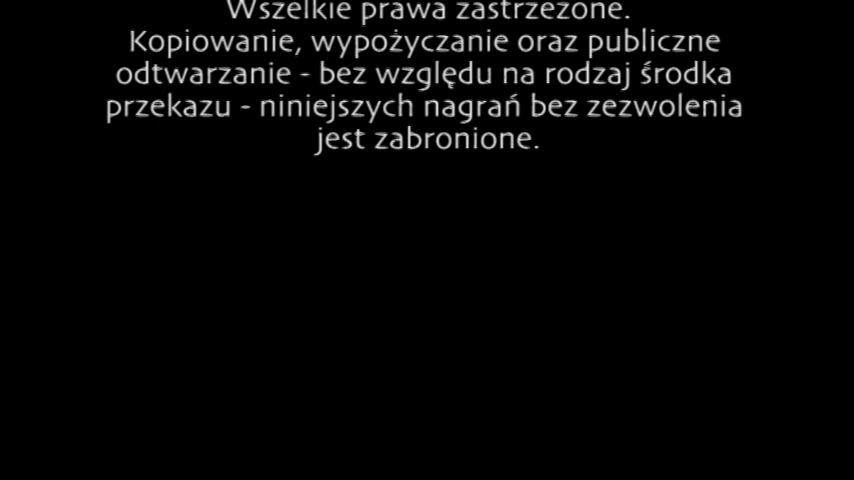 Wszelkie prawa zastrzeżone.
Kopiowanie, wypożyczanie oraz publiczne
odtwarzanie - bez względu na rodzaj środka
przekazu - niniejszych nagrań bez zezwolenia
jest zabronione.